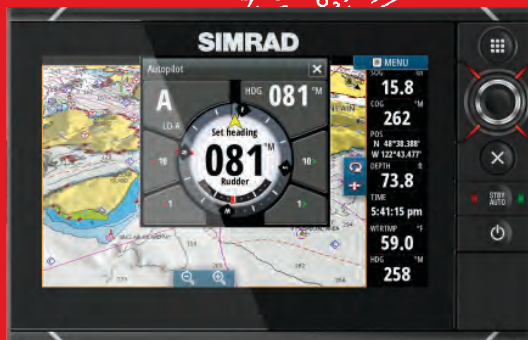 SIMRAD
Autopilot
MENU
A
HDG 081 °M
LD-A
Set heading
081 °M
Rudder
10
10
1
1
SOG kn
15.8
COG °M
262
POS
N 48°38.388'
W 122°43.477'
DEPTH ft
73.8
TIME
5:41:15 pm
WTRTMP °F
59.0
HDG °M
258
STBY
AUTO